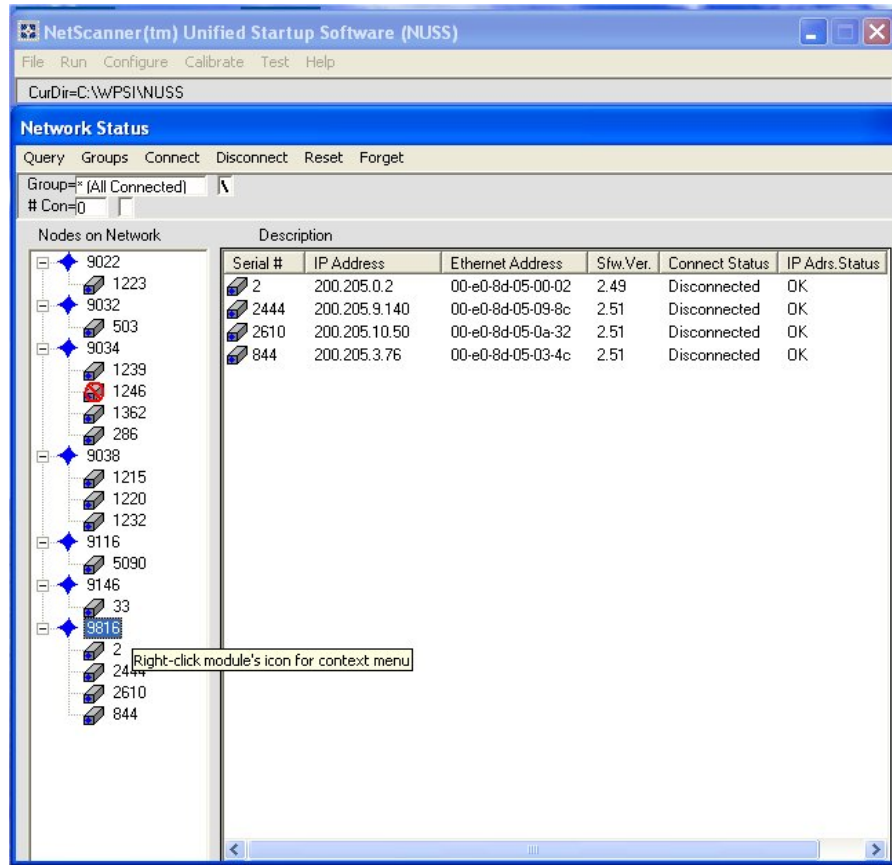 NetScanner(tm) Unified Startup Software (NUSS)
File Run Configure Calibrate Test Help
CurDir=C:\WPSI\NUSS
Network Status
Query Groups Connect Disconnect Reset Forget
Group=* (All Connected) \
# Con=0
Nodes on Network Description
Serial # IP Address Ethernet Address Sfw.Ver. Connect Status IP Adrs.Status
2 200.205.0.2 00-e0-8d-05-00-02 2.49 Disconnected OK
2444 200.205.9.140 00-e0-8d-05-09-8c 2.51 Disconnected OK
2610 200.205.10.50 00-e0-8d-05-0a-32 2.51 Disconnected OK
844 200.205.3.76 00-e0-8d-05-03-4c 2.51 Disconnected OK
9022
1223
9032
503
9034
1239
1246
1362
286
9038
1215
1220
1232
9116
5090
9146
33
9816
2
Right-click module's icon for context menu
2444
2610
844